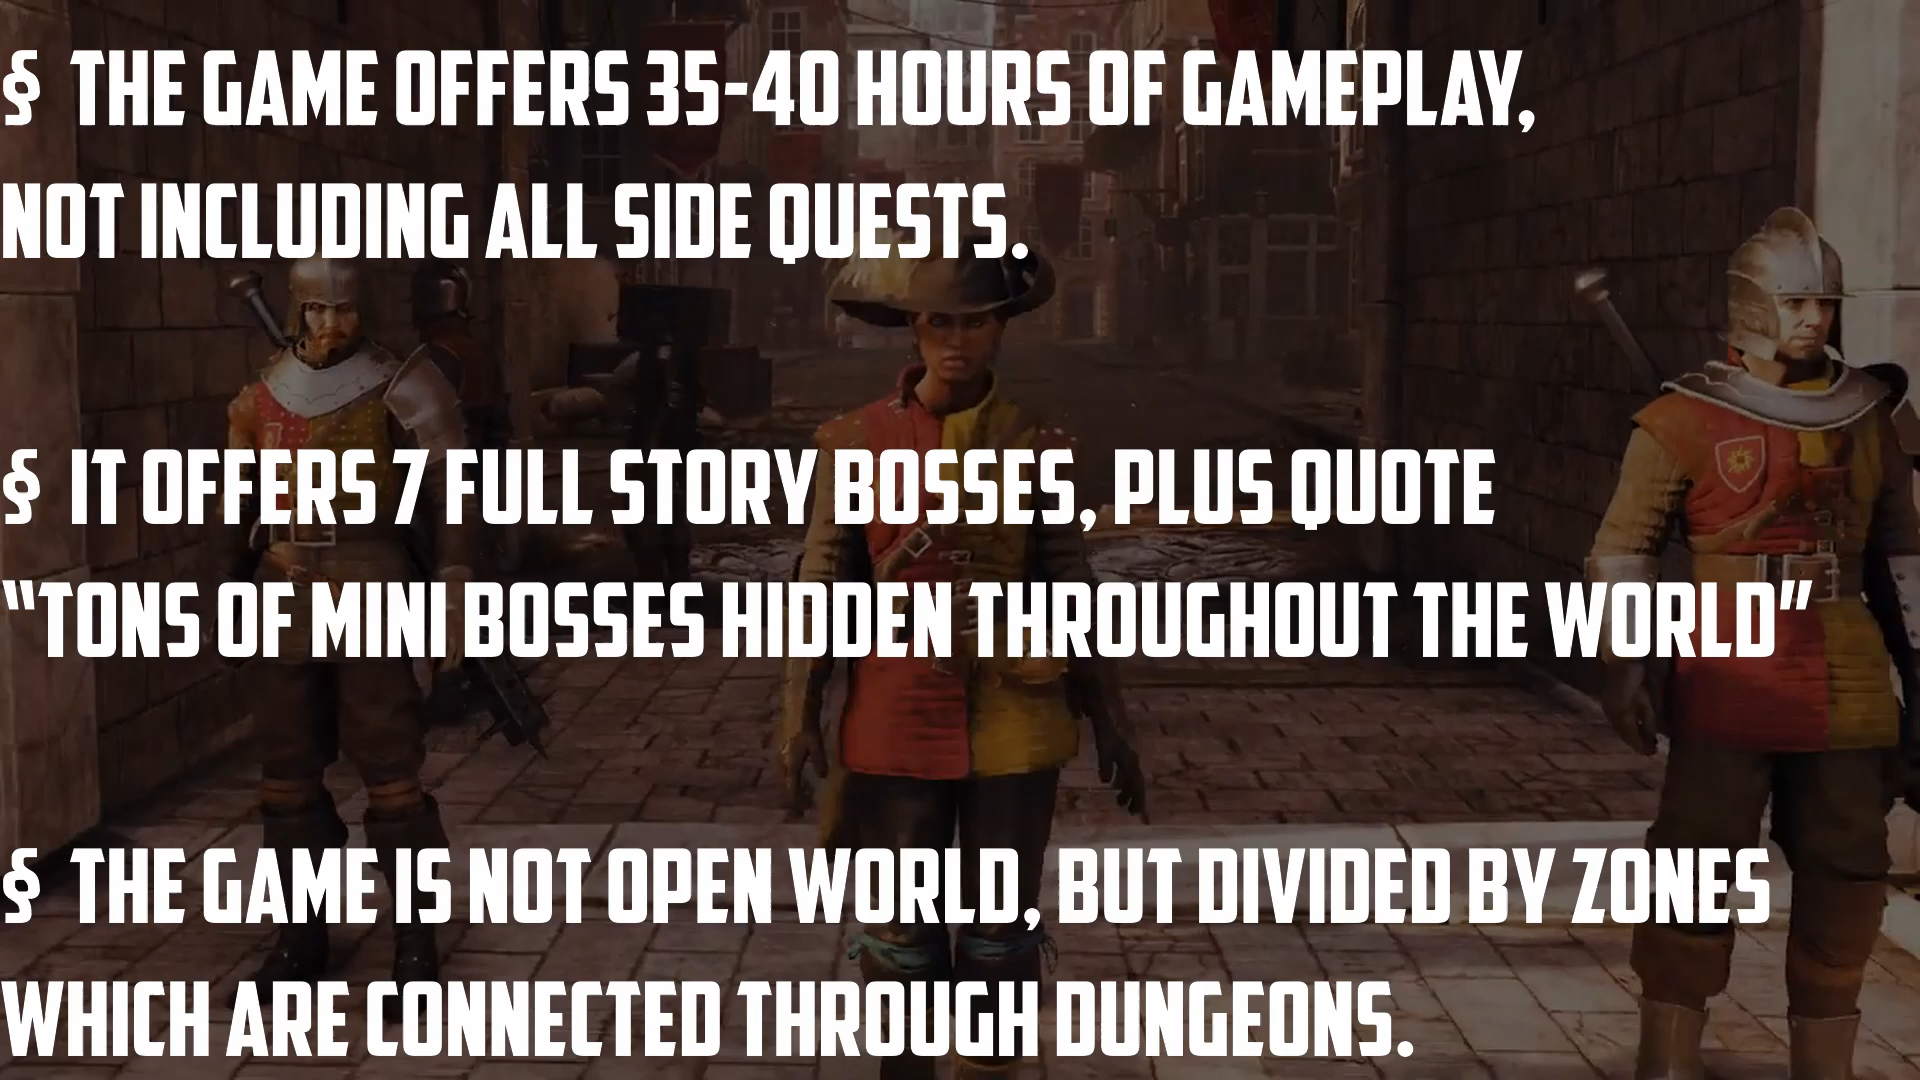 § THE GAME OFFERS 35-40 HOURS OF GAMEPLAY,
NOT INCLUDING ALL SIDE QUESTS.
§ IT OFFERS 7 FULL STORY BOSSES, PLUS QUOTE
“TONS OF MINI BOSSES HIDDEN THROUGHOUT THE WORLD”
§ THE GAME IS NOT OPEN WORLD, BUT DIVIDED BY ZONES
WHICH ARE CONNECTED THROUGH DUNGEONS.